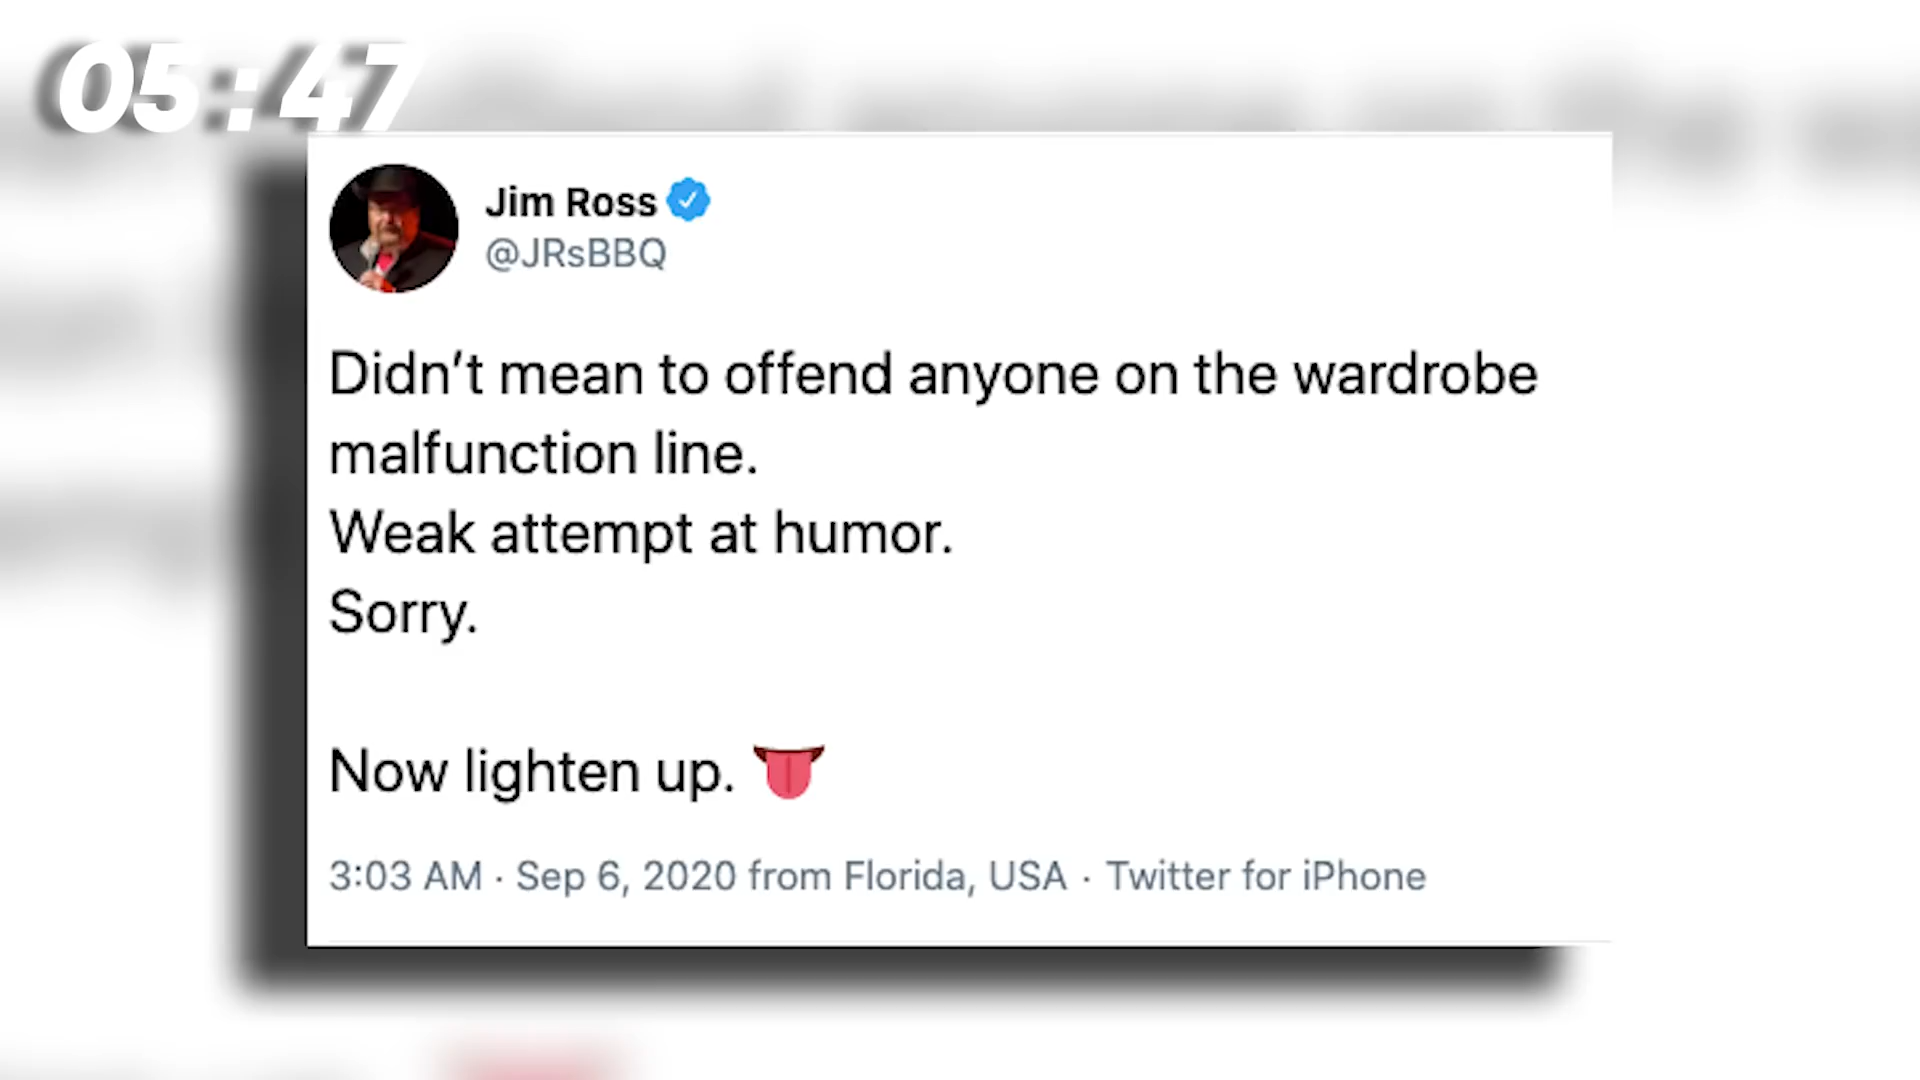 05:47
Jim Ross
@JRsBBQ
Didn’t mean to offend anyone on the wardrobe
malfunction line.
Weak attempt at humor.
Sorry.
Now lighten up. 👅
3:03 AM · Sep 6, 2020 from Florida, USA · Twitter for iPhone